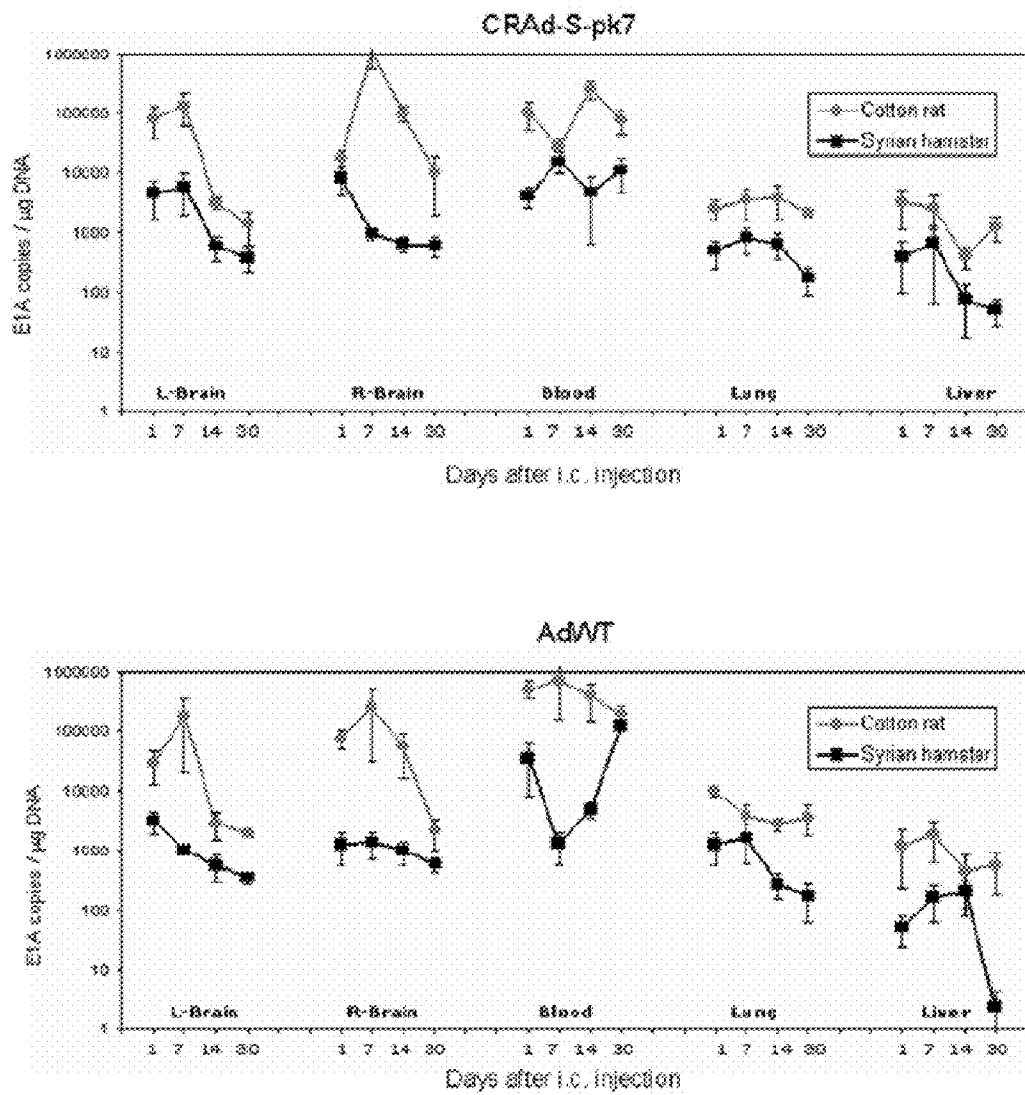 CRAd-S-pk7
1000000
100000
10000
1000
100
10
1
E1A copies / µg DNA
Cotton rat
Syrian hamster
L-Brain R-Brain Blood Lung Liver
1 7 14 30 1 7 14 30 1 7 14 30 1 7 14 30 1 7 14 30
Days after i.c. injection
AdWT
1000000
100000
10000
1000
100
10
1
E1A copies / µg DNA
Cotton rat
Syrian hamster
L-Brain R-Brain Blood Lung Liver
1 7 14 30 1 7 14 30 1 7 14 30 1 7 14 30 1 7 14 30
Days after i.c. injection